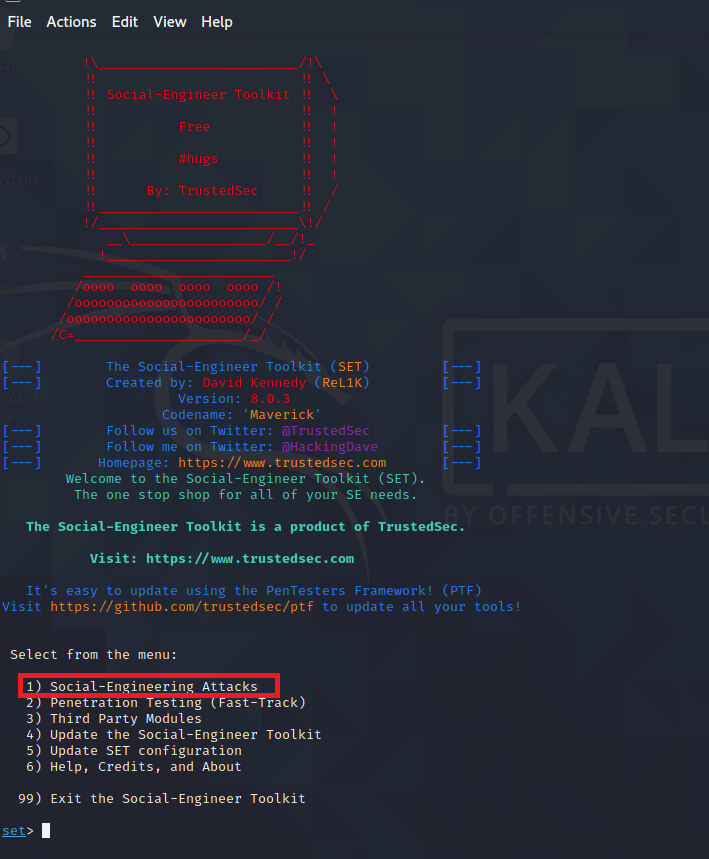 File Actions Edit View Help
Social-Engineer Toolkit
Free
#hugs
By: TrustedSec
[---] The Social-Engineer Toolkit (SET) [---]
[---] Created by: David Kennedy (ReL1K) [---]
Version: 8.0.3
Codename: 'Maverick'
[---] Follow us on Twitter: @TrustedSec [---]
[---] Follow me on Twitter: @HackingDave [---]
[---] Homepage: https://www.trustedsec.com [---]
Welcome to the Social-Engineer Toolkit (SET).
The one stop shop for all of your SE needs.
The Social-Engineer Toolkit is a product of TrustedSec.
Visit: https://www.trustedsec.com
It's easy to update using the PenTesters Framework! (PTF)
Visit https://github.com/trustedsec/ptf to update all your tools!
Select from the menu:
1) Social-Engineering Attacks
2) Penetration Testing (Fast-Track)
3) Third Party Modules
4) Update the Social-Engineer Toolkit
5) Update SET configuration
6) Help, Credits, and About
99) Exit the Social-Engineer Toolkit
set>
KAL
BY OFFENSIVE SECU